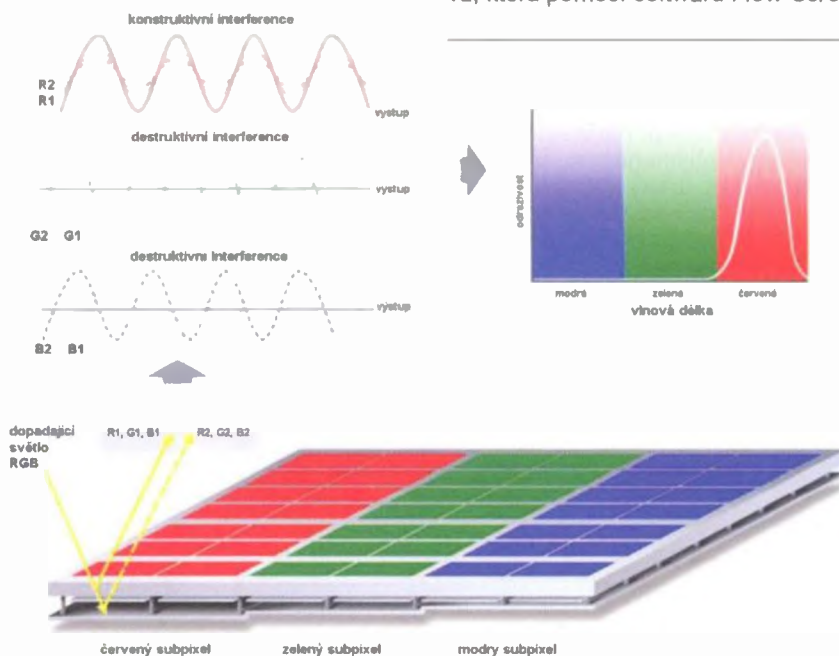 konstruktivní interference
R2
R1
výstup
destruktivní interference
výstup
G2 G1
destruktivní interference
výstup
B2 B1
odrazivost
modrá
zelená
červená
vlnová délka
dopadající
světlo
RGB
R1, G1, B1
R2, G2, B2
červený subpixel
zelený subpixel
modrý subpixel